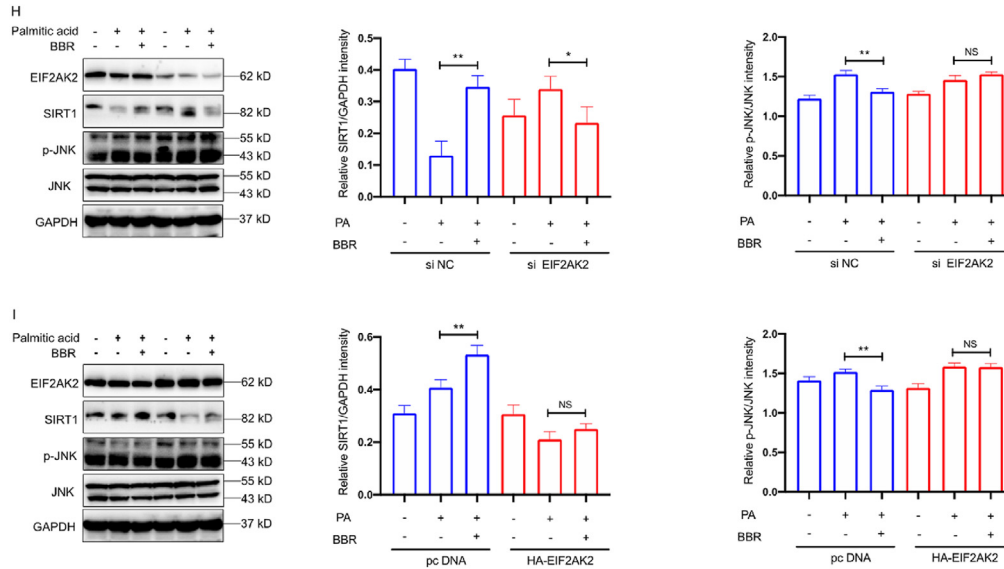 H
Palmitic acid - + + - + +
BBR + +
EIF2AK2 62 kD
SIRT1 82 kD
p-JNK 55 kD
43 kD
JNK 55 kD
43 kD
GAPDH 37 kD
Relative SIRT1/GAPDH intensity
0.5
0.4
0.3
0.2
0.1
0.0
**
*
PA - + + - + +
BBR - - + - - +
si NC si EIF2AK2
Relative p-JNK/JNK intensity
2.0
1.5
1.0
0.5
0.0
**
NS
PA - + + - + +
BBR - - + - - +
si NC si EIF2AK2
I
Palmitic acid - + + - + +
BBR - - + - - +
EIF2AK2 62 kD
SIRT1 82 kD
p-JNK 55 kD
43 kD
JNK 55 kD
43 kD
GAPDH 37 kD
Relative SIRT1/GAPDH intensity
0.6
0.4
0.2
0.0
**
NS
PA - + + - + +
BBR - - + - - +
pc DNA HA-EIF2AK2
Relative p-JNK/JNK intensity
2.0
1.5
1.0
0.5
0.0
**
NS
PA - + + - + +
BBR - - + - - +
pc DNA HA-EIF2AK2